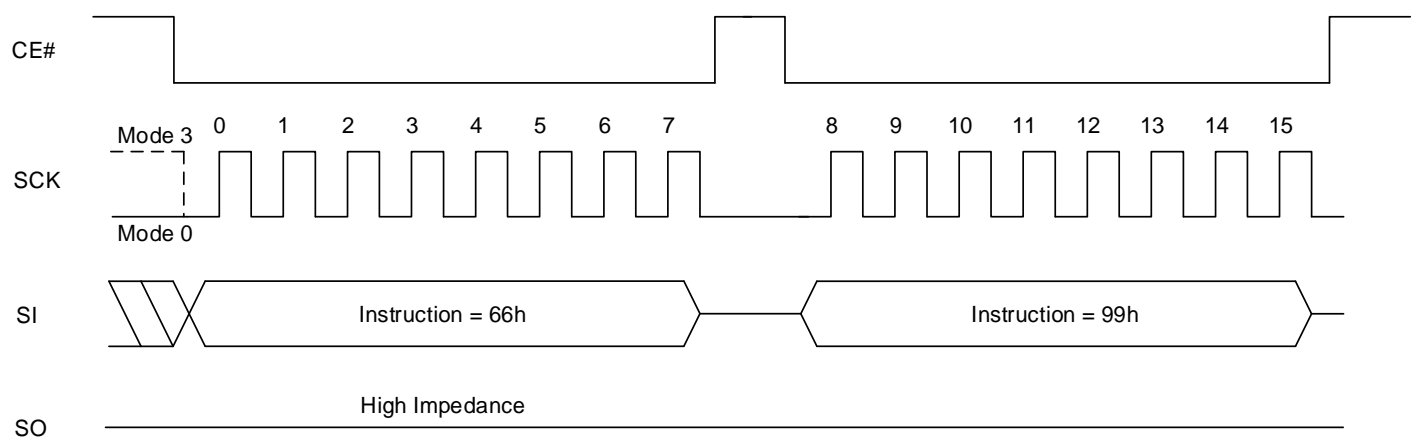 CE#
Mode 3
0 1 2 3 4 5 6 7 8 9 10 11 12 13 14 15
SCK
Mode 0
SI
Instruction = 66h
Instruction = 99h
High Impedance
SO